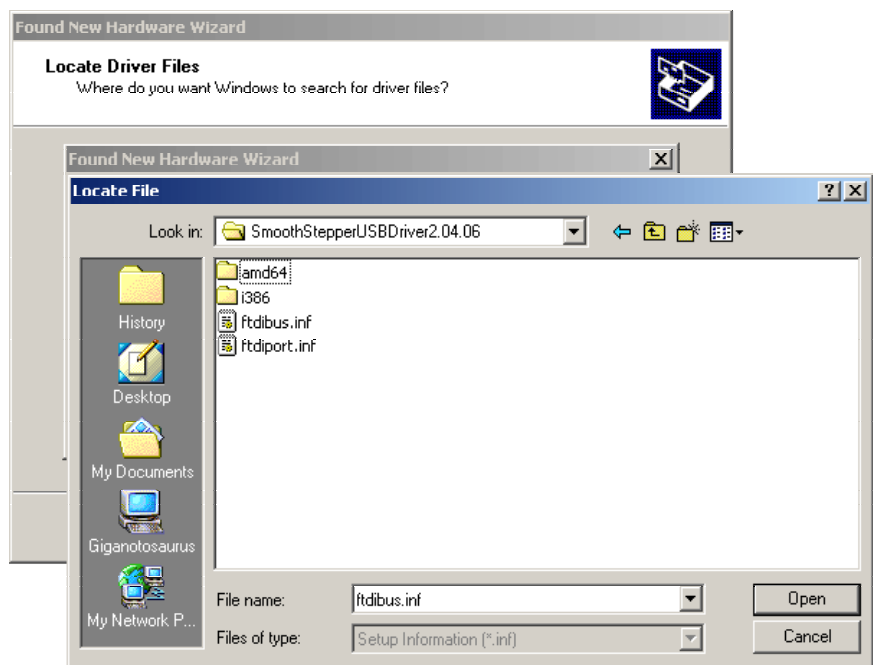 Found New Hardware Wizard
Locate Driver Files
Where do you want Windows to search for driver files?
Found New Hardware Wizard
Locate File
Look in: SmoothStepperUSBDriver2.04.06
amd64
i386
ftdibus.inf
ftdiport.inf
History
Desktop
My Documents
Giganotosaurus
My Network P...
File name: ftdibus.inf Open
Files of type: Setup Information (*.inf) Cancel